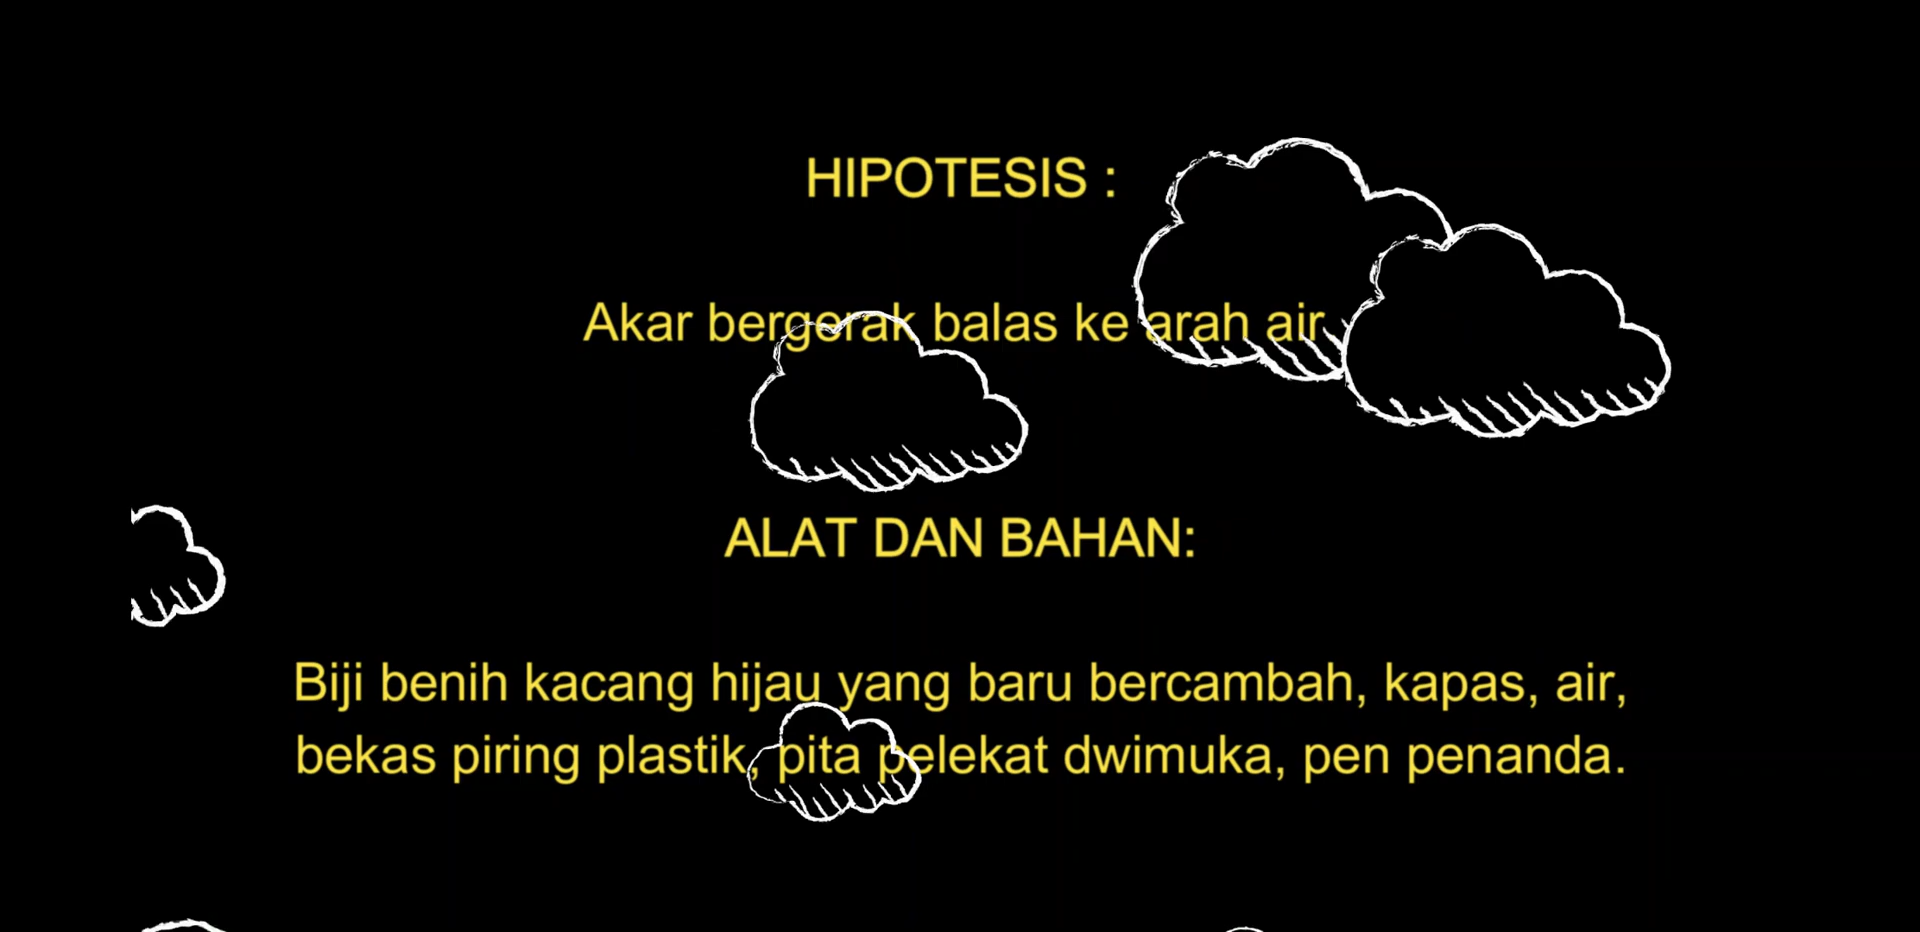 HIPOTESIS :
Akar bergerak balas ke arah air
ALAT DAN BAHAN:
Biji benih kacang hijau yang baru bercambah, kapas, air,
bekas piring plastik, pita pelekat dwimuka, pen penanda.